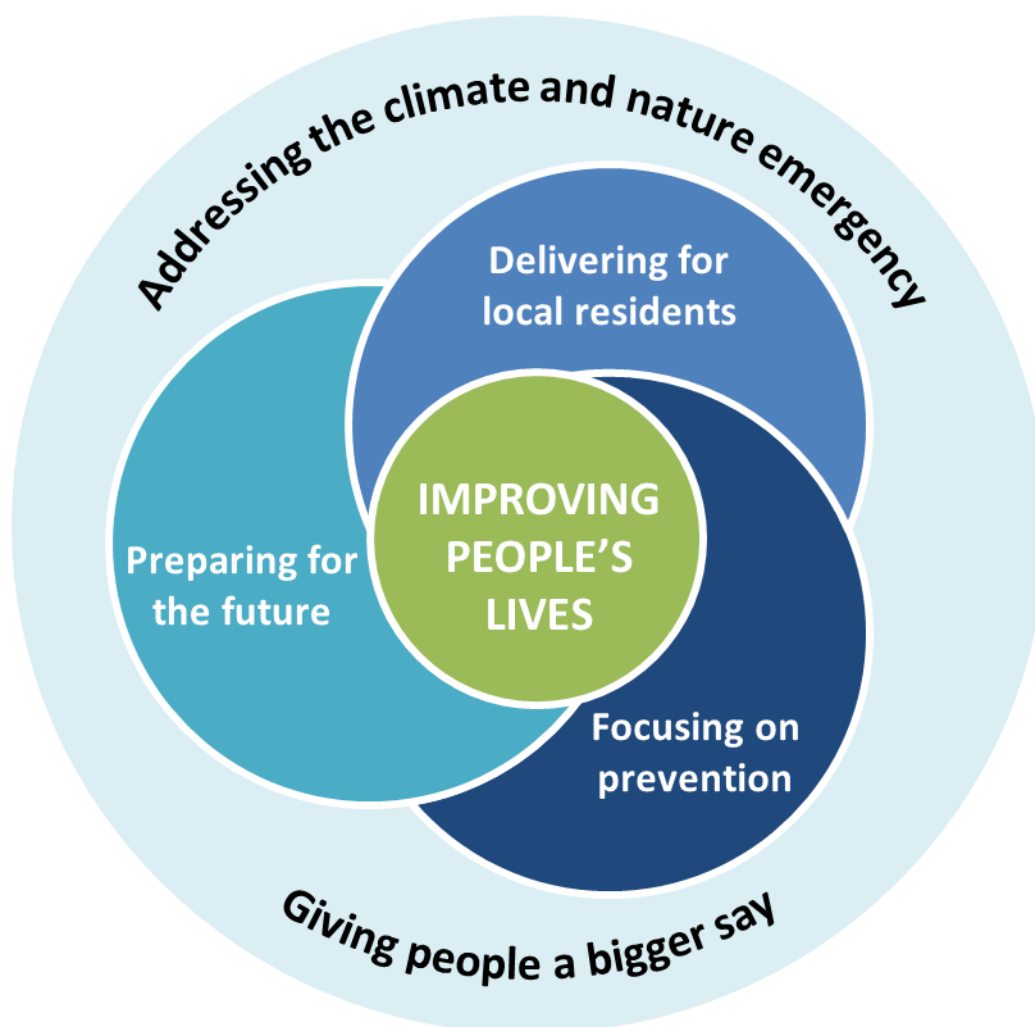 Addressing the climate and nature emergency
Delivering for
local residents
IMPROVING
PEOPLE’S
LIVES
Preparing for
the future
Focusing on
prevention
Giving people a bigger say